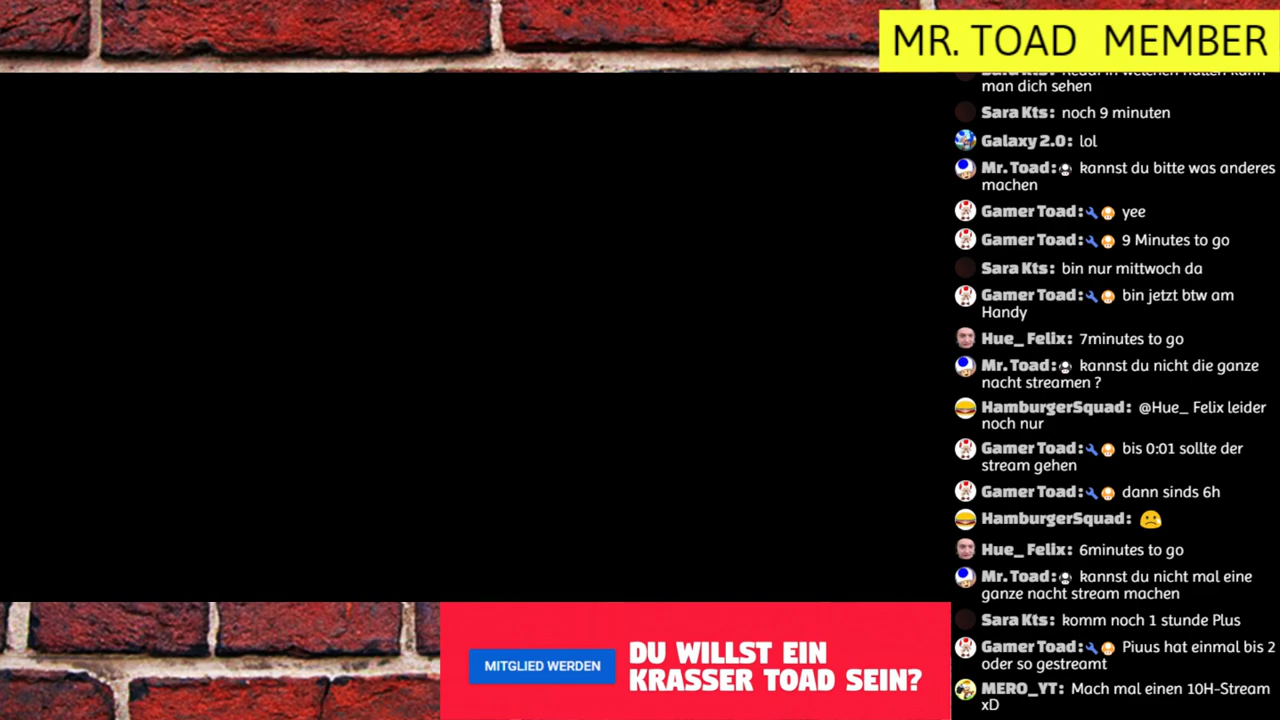 MR. TOAD MEMBER
man dich sehen
Sara Kts: noch 9 minuten
Galaxy 2.0: lol
Mr. Toad: kannst du bitte was anderes
machen
Gamer Toad: yee
Gamer Toad: 9 Minutes to go
Sara Kts: bin nur mittwoch da
Gamer Toad: bin jetzt btw am
Handy
Hue_ Felix: 7minutes to go
Mr. Toad: kannst du nicht die ganze
nacht streamen ?
HamburgerSquad: @Hue_ Felix leider
noch nur
Gamer Toad: bis 0:01 sollte der
stream gehen
Gamer Toad: dann sinds 6h
HamburgerSquad:
Hue_ Felix: 6minutes to go
Mr. Toad: kannst du nicht mal eine
ganze nacht stream machen
Sara Kts: komm noch 1 stunde Plus
Gamer Toad: Piuus hat einmal bis 2
oder so gestreamt
MERO_YT: Mach mal einen 10H-Stream
xD
MITGLIED WERDEN
DU WILLST EIN
KRASSER TOAD SEIN?